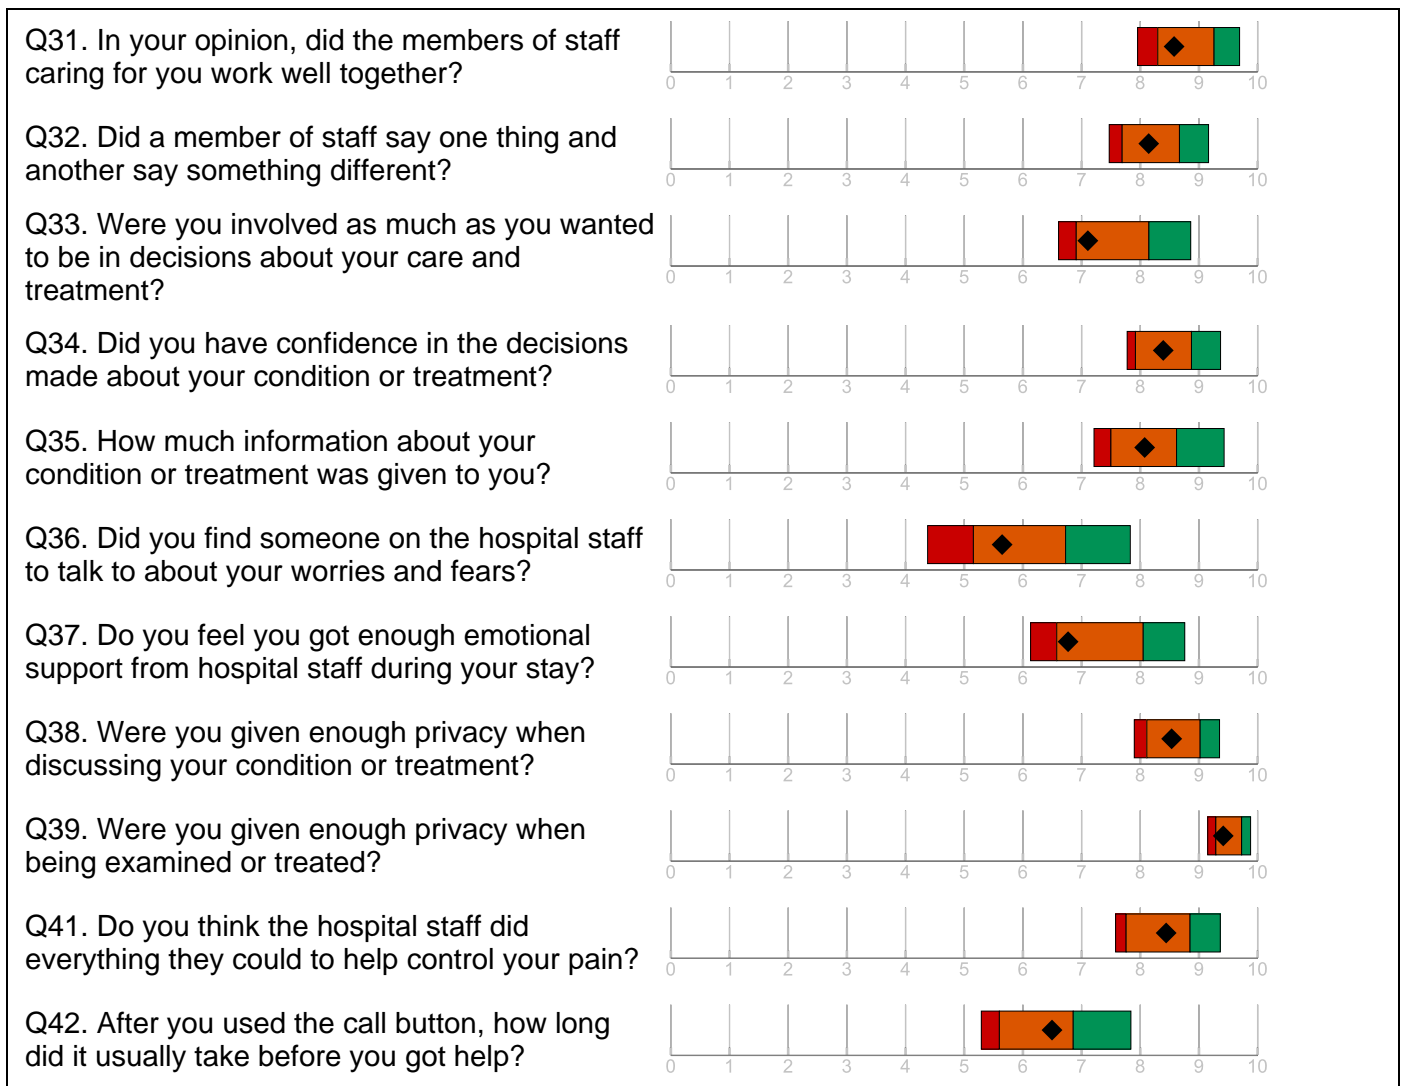 Q31. In your opinion, did the members of staff
caring for you work well together?
0 1 2 3 4 5 6 7 8 9 10
Q32. Did a member of staff say one thing and
another say something different?
0 1 2 3 4 5 6 7 8 9 10
Q33. Were you involved as much as you wanted
to be in decisions about your care and
treatment?
0 1 2 3 4 5 6 7 8 9 10
Q34. Did you have confidence in the decisions
made about your condition or treatment?
0 1 2 3 4 5 6 7 8 9 10
Q35. How much information about your
condition or treatment was given to you?
0 1 2 3 4 5 6 7 8 9 10
Q36. Did you find someone on the hospital staff
to talk to about your worries and fears?
0 1 2 3 4 5 6 7 8 9 10
Q37. Do you feel you got enough emotional
support from hospital staff during your stay?
0 1 2 3 4 5 6 7 8 9 10
Q38. Were you given enough privacy when
discussing your condition or treatment?
0 1 2 3 4 5 6 7 8 9 10
Q39. Were you given enough privacy when
being examined or treated?
0 1 2 3 4 5 6 7 8 9 10
Q41. Do you think the hospital staff did
everything they could to help control your pain?
0 1 2 3 4 5 6 7 8 9 10
Q42. After you used the call button, how long
did it usually take before you got help?
0 1 2 3 4 5 6 7 8 9 10